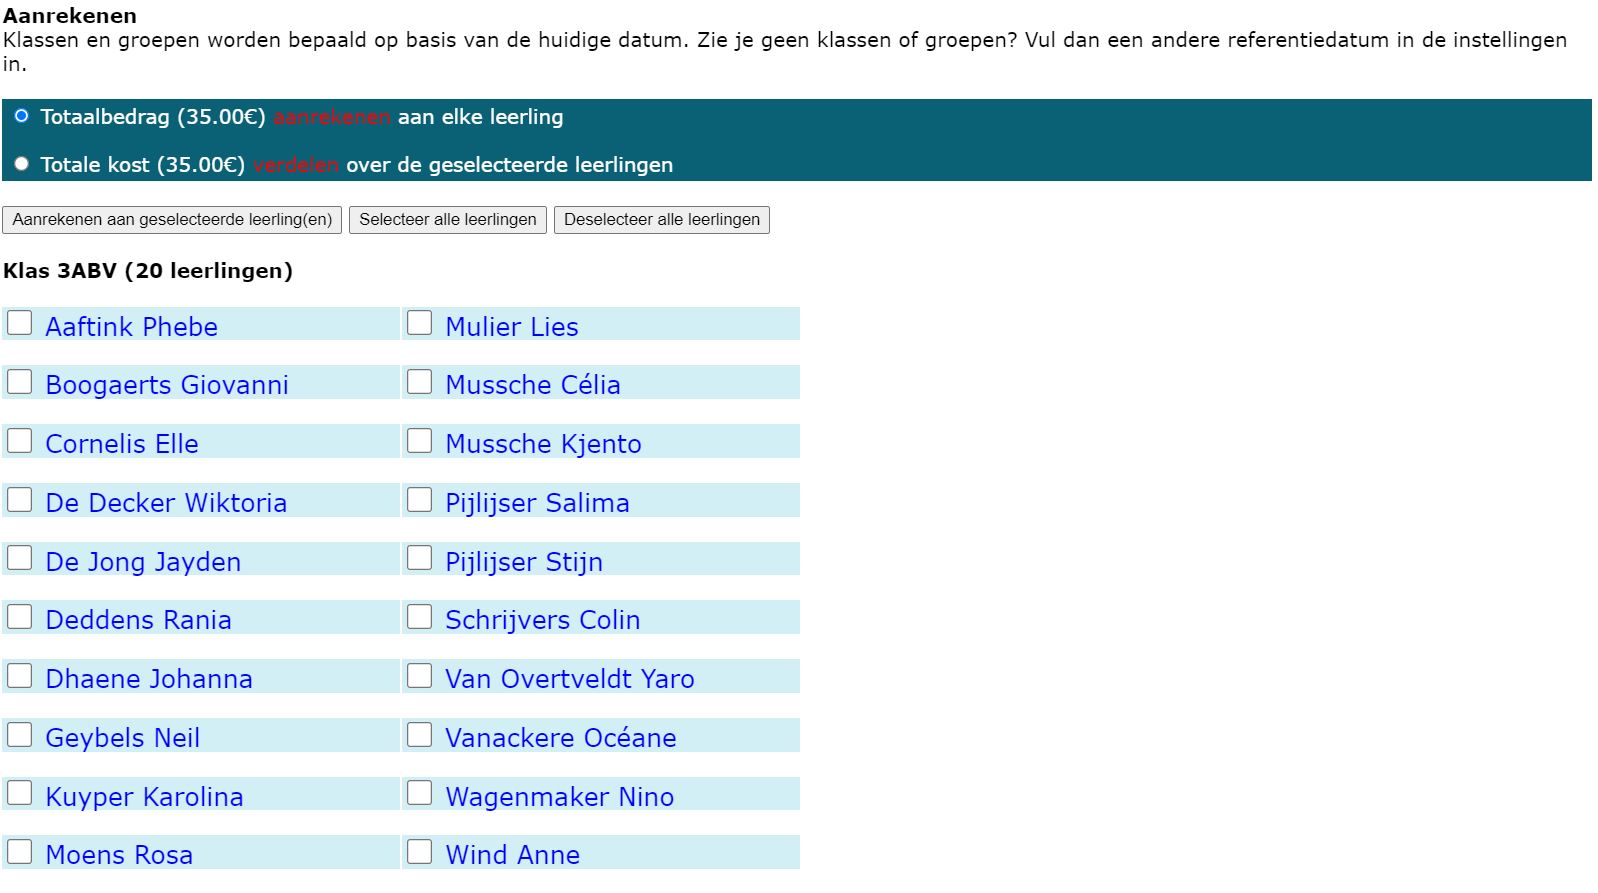 Aanrekenen
Klassen en groepen worden bepaald op basis van de huidige datum. Zie je geen klassen of groepen? Vul dan een andere referentiedatum in de instellingen
in.
Totaalbedrag (35.00€) aanrekenen aan elke leerling
Totale kost (35.00€) verdelen over de geselecteerde leerlingen
Aanrekenen aan geselecteerde leerling(en) Selecteer alle leerlingen Deselecteer alle leerlingen
Klas 3ABV (20 leerlingen)
Aaftink Phebe Mulier Lies
Boogaerts Giovanni Mussche Célia
Cornelis Elle Mussche Kjento
De Decker Wiktoria Pijlijser Salima
De Jong Jayden Pijlijser Stijn
Deddens Rania Schrijvers Colin
Dhaene Johanna Van Overtveldt Yaro
Geybels Neil Vanackere Océane
Kuyper Karolina Wagenmaker Nino
Moens Rosa Wind Anne